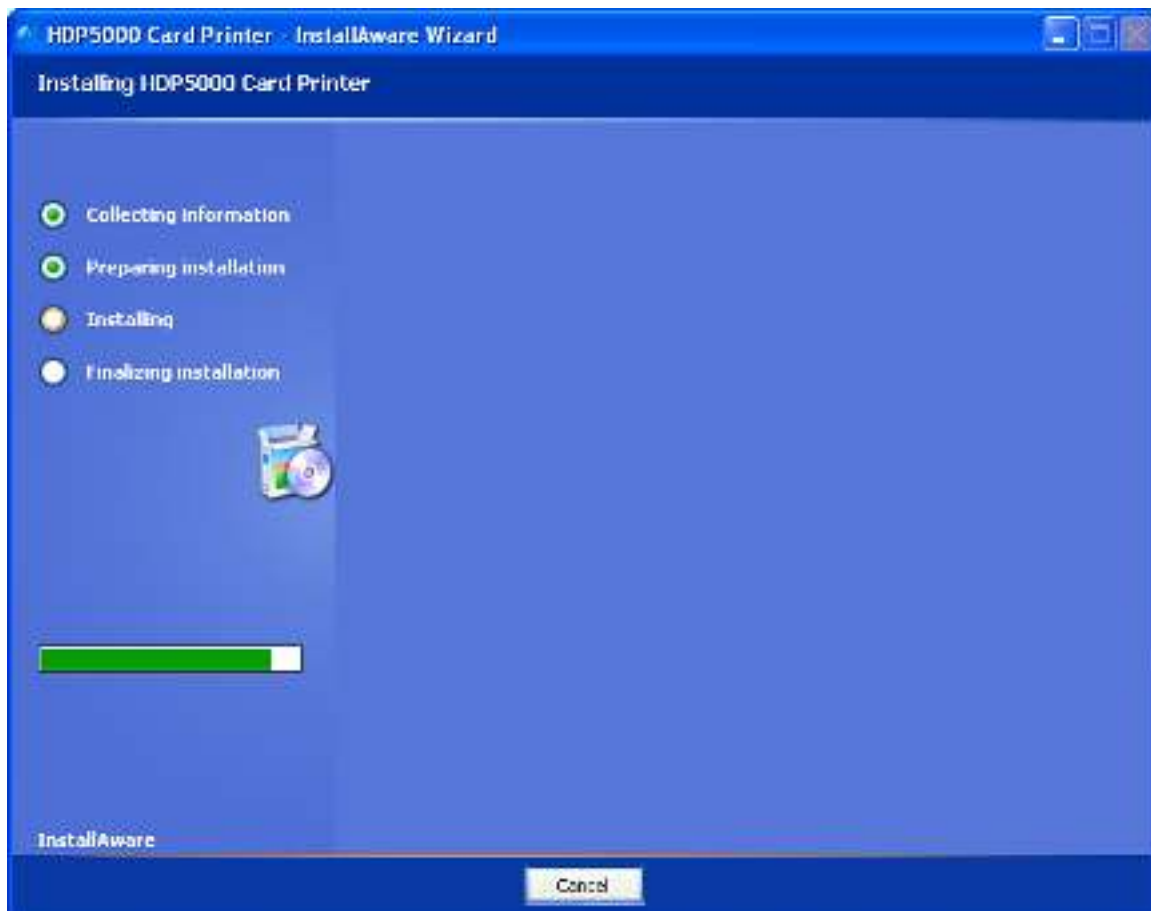 HDP5000 Card Printer - InstallAware Wizard
Installing HDP5000 Card Printer
Collecting information
Preparing installation
Installing
Finalizing installation
InstallAware
Cancel